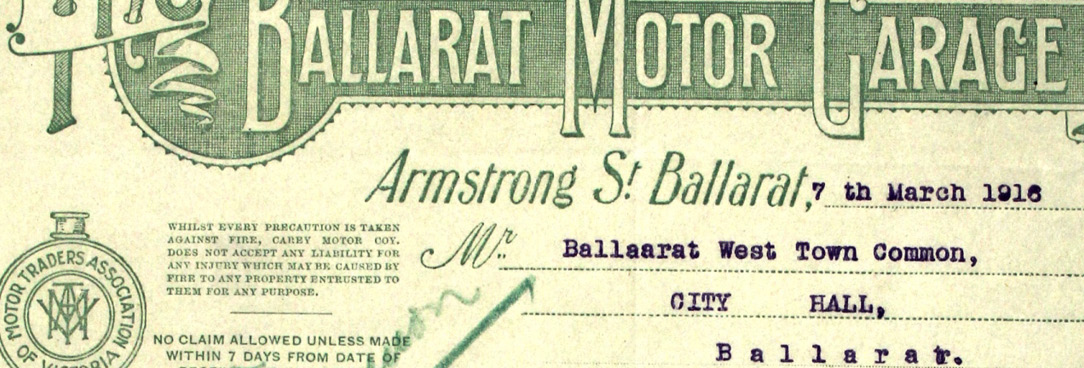 The
BALLARAT MOTOR GARAGE
Armstrong St. Ballarat, 7 th March 1916
WHILST EVERY PRECAUTION IS TAKEN
AGAINST FIRE, CAREY MOTOR COY.
DOES NOT ACCEPT ANY LIABILITY FOR
ANY INJURY WHICH MAY BE CAUSED BY
FIRE TO ANY PROPERTY ENTRUSTED TO
THEM FOR ANY PURPOSE.
Mr. Ballaarat West Town Common,
CITY HALL,
Ballarat.
MOTOR TRADERS ASSOCIATION
OF VICTORIA
NO CLAIM ALLOWED UNLESS MADE
WITHIN 7 DAYS FROM DATE OF